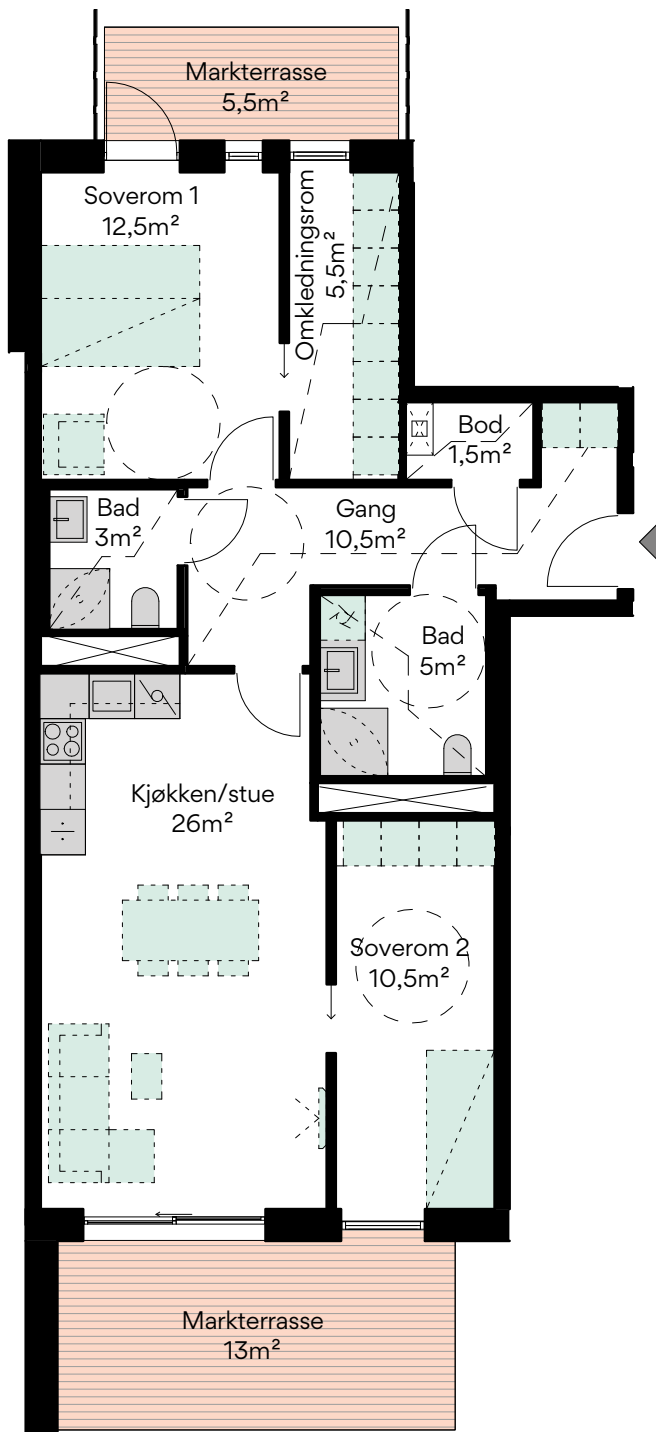 Markterrasse
5,5m²
Soverom 1
12,5m²
Omkledningsrom
5,5m²
Bod
1,5m²
Bad
3m²
Gang
10,5m²
Bad
5m²
Kjøkken/stue
26m²
Soverom 2
10,5m²
Markterrasse
13m²